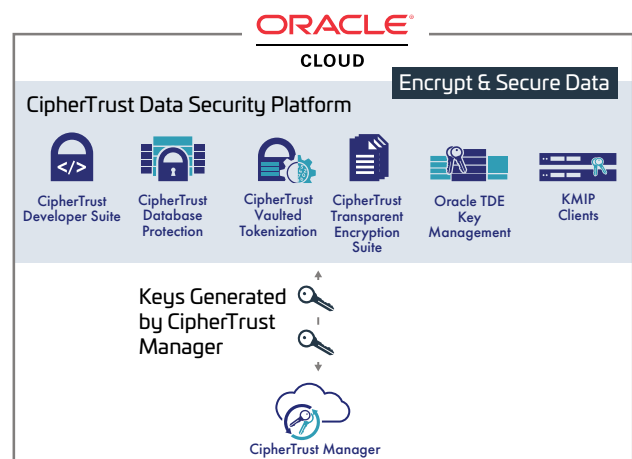 ORACLE®
CLOUD
Encrypt & Secure Data
CipherTrust Data Security Platform
</>
CipherTrust
Developer Suite
CipherTrust
Database
Protection
CipherTrust
Vaulted
Tokenization
CipherTrust
Transparent
Encryption
Suite
Oracle TDE
Key
Management
KMIP
Clients
Keys Generated
by CipherTrust
Manager
CipherTrust Manager